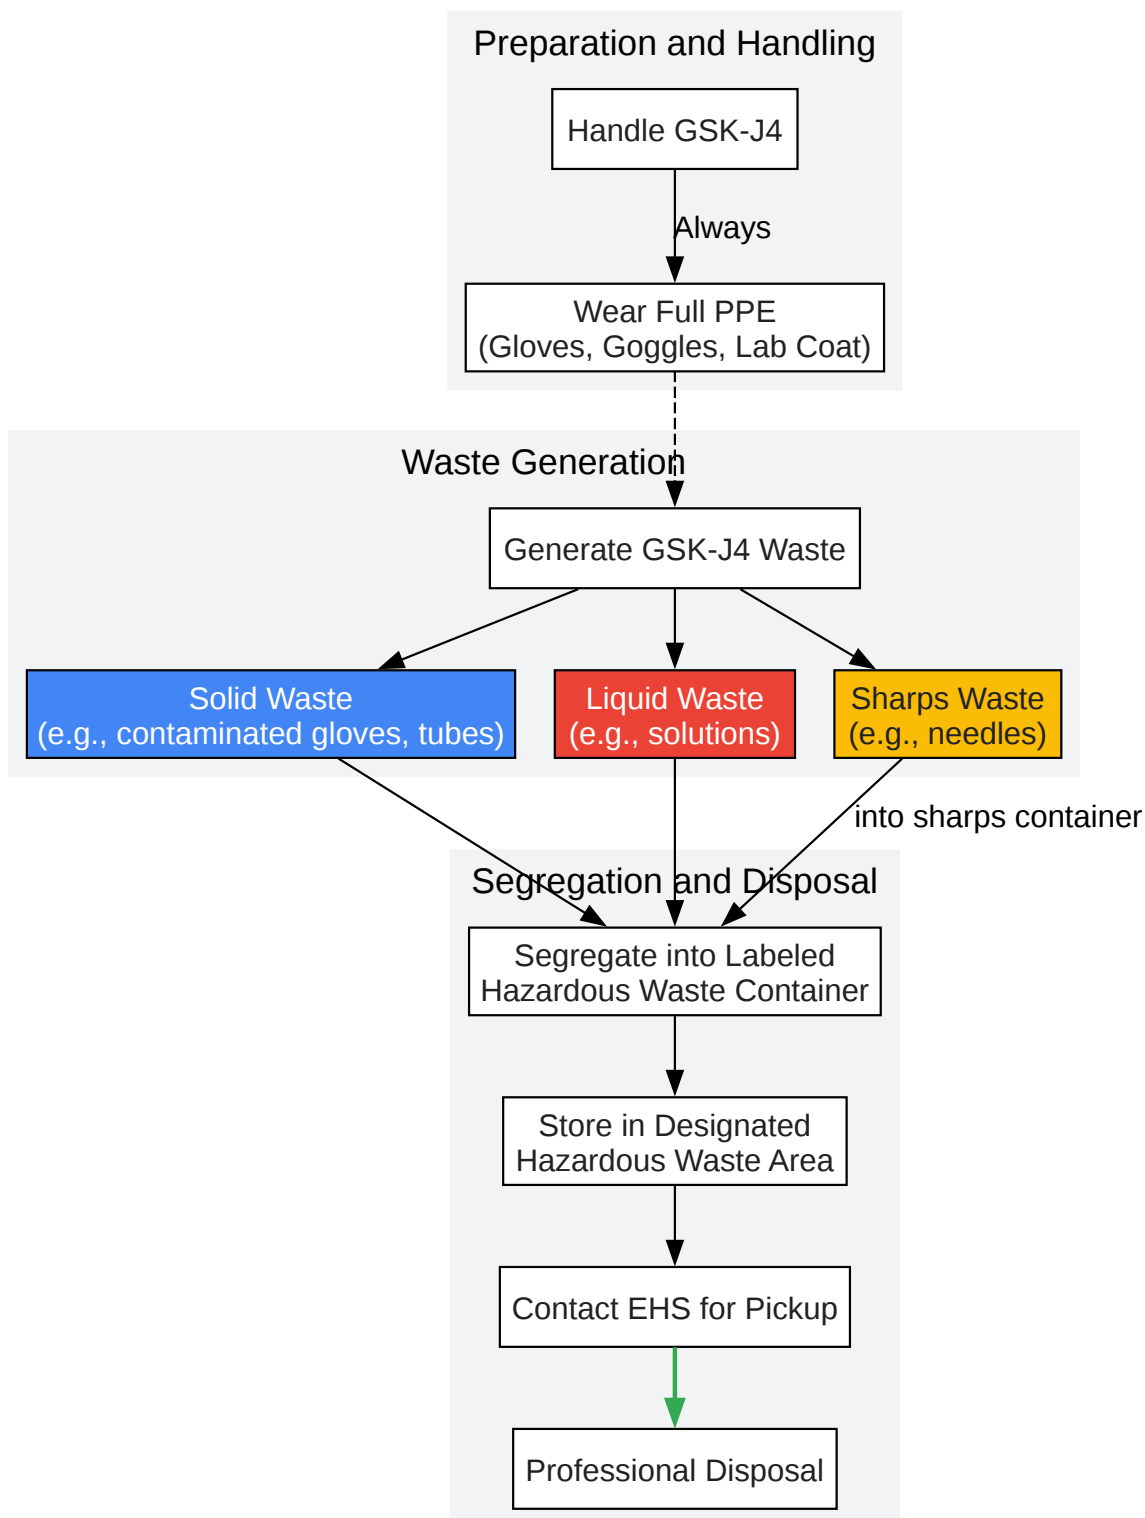 Preparation and Handling
Handle GSK-J4
Always
Wear Full PPE
(Gloves, Goggles, Lab Coat)
Waste Generation
Generate GSK-J4 Waste
Solid Waste
(e.g., contaminated gloves, tubes)
Liquid Waste
(e.g., solutions)
Sharps Waste
(e.g., needles)
into sharps container
Segregation and Disposal
Segregate into Labeled
Hazardous Waste Container
Store in Designated
Hazardous Waste Area
Contact EHS for Pickup
Professional Disposal